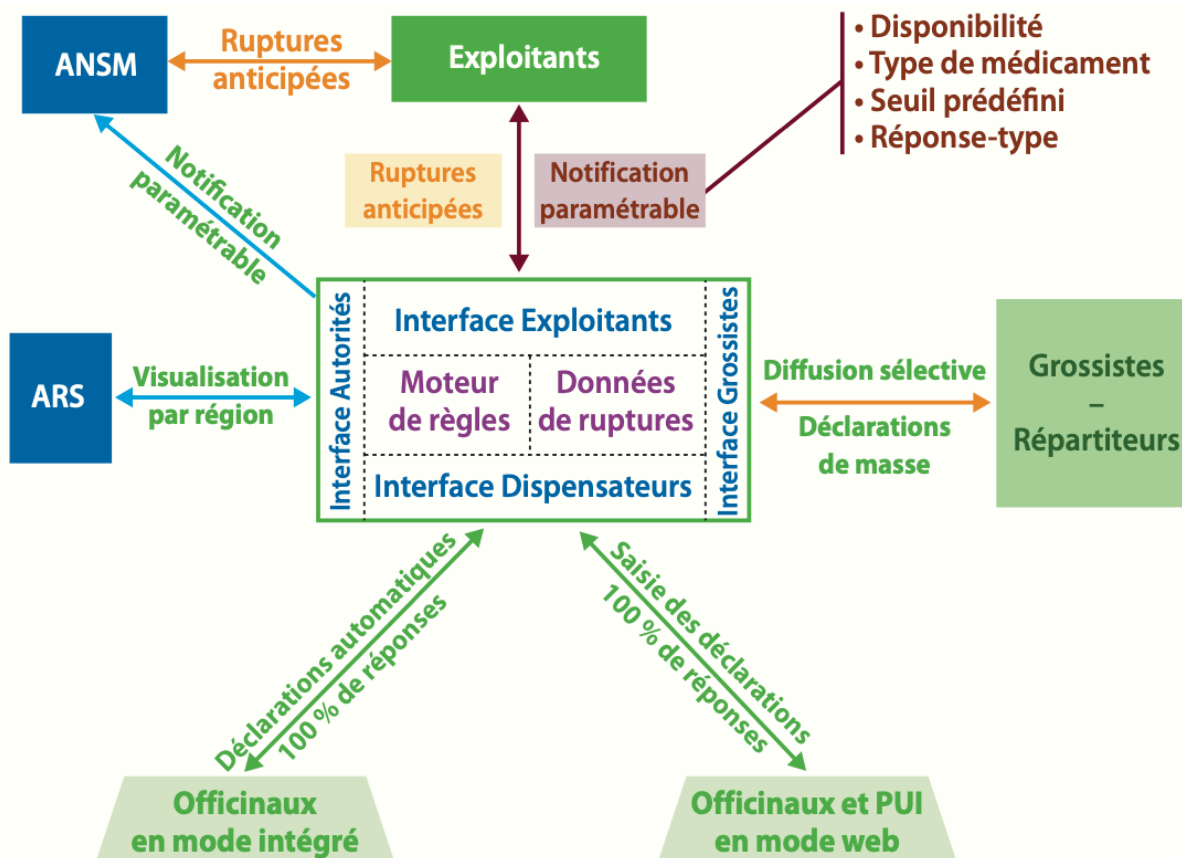 ANSM
Ruptures
anticipées
Exploitants
• Disponibilité
• Type de médicament
• Seuil prédéfini
• Réponse-type
Notification
paramétrable
Ruptures
anticipées
Notification
paramétrable
ARS
Visualisation
par région
Interface Autorités
Interface Exploitants
Moteur
de règles
Données
de ruptures
Interface Dispensateurs
Interface Grossistes
Diffusion sélective
Déclarations
de masse
Grossistes
–
Répartiteurs
Déclarations automatiques
100 % de réponses
Saisie des déclarations
100 % de réponses
Officinaux
en mode intégré
Officinaux et PUI
en mode web